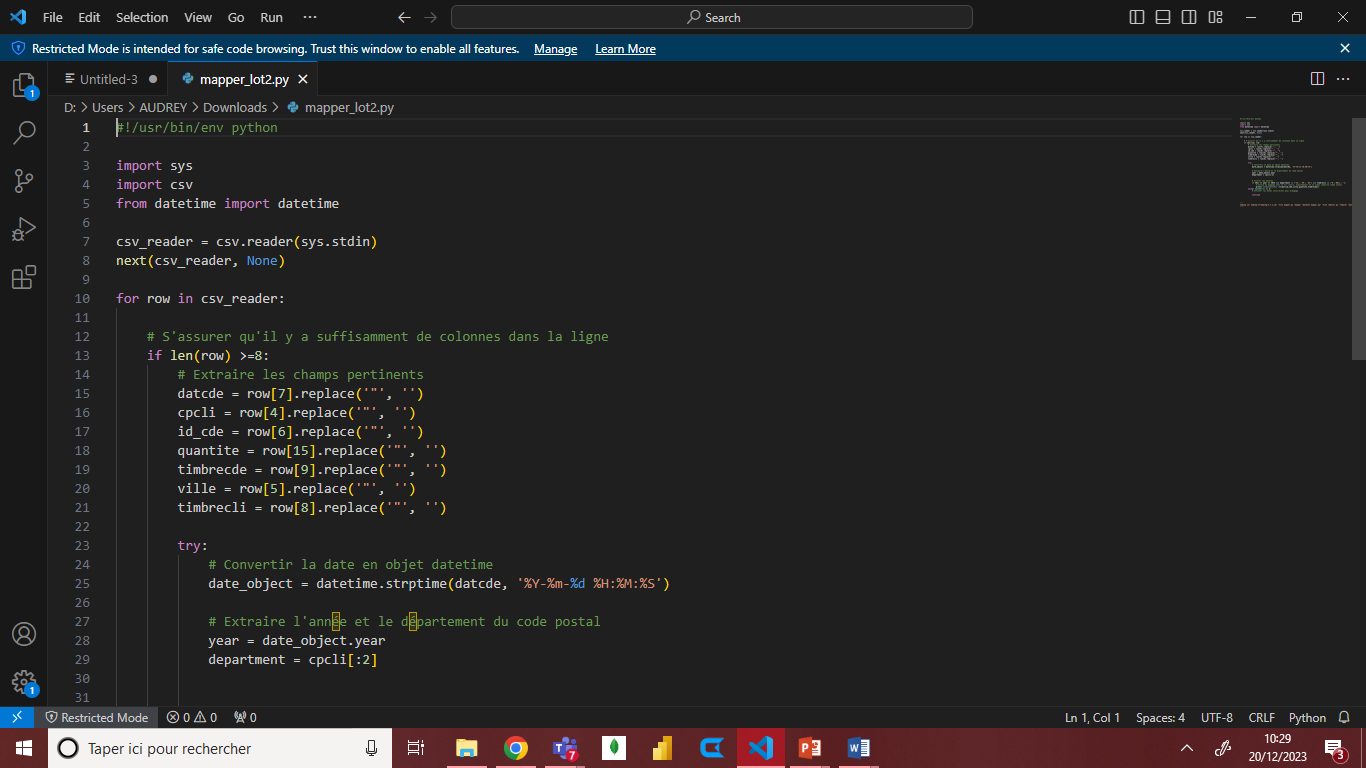 File Edit Selection View Go Run ··· Search
Restricted Mode is intended for safe code browsing. Trust this window to enable all features. Manage Learn More
Untitled-3 mapper_lot2.py
D: > Users > AUDREY > Downloads > mapper_lot2.py
1 #!/usr/bin/env python
2
3 import sys
4 import csv
5 from datetime import datetime
6
7 csv_reader = csv.reader(sys.stdin)
8 next(csv_reader, None)
9
10 for row in csv_reader:
11
12 # S'assurer qu'il y a suffisamment de colonnes dans la ligne
13 if len(row) >=8:
14 # Extraire les champs pertinents
15 datcde = row[7].replace('"', '')
16 cpcli = row[4].replace('"', '')
17 id_cde = row[6].replace('"', '')
18 quantite = row[15].replace('"', '')
19 timbrecde = row[9].replace('"', '')
20 ville = row[5].replace('"', '')
21 timbrecli = row[8].replace('"', '')
22
23 try:
24 # Convertir la date en objet datetime
25 date_object = datetime.strptime(datcde, '%Y-%m-%d %H:%M:%S')
26
27 # Extraire l'année et le département du code postal
28 year = date_object.year
29 department = cpcli[:2]
30
31
1
1
Restricted Mode 0 0 0 Ln 1, Col 1 Spaces: 4 UTF-8 CRLF Python
Taper ici pour rechercher 7 10:29 3
20/12/2023